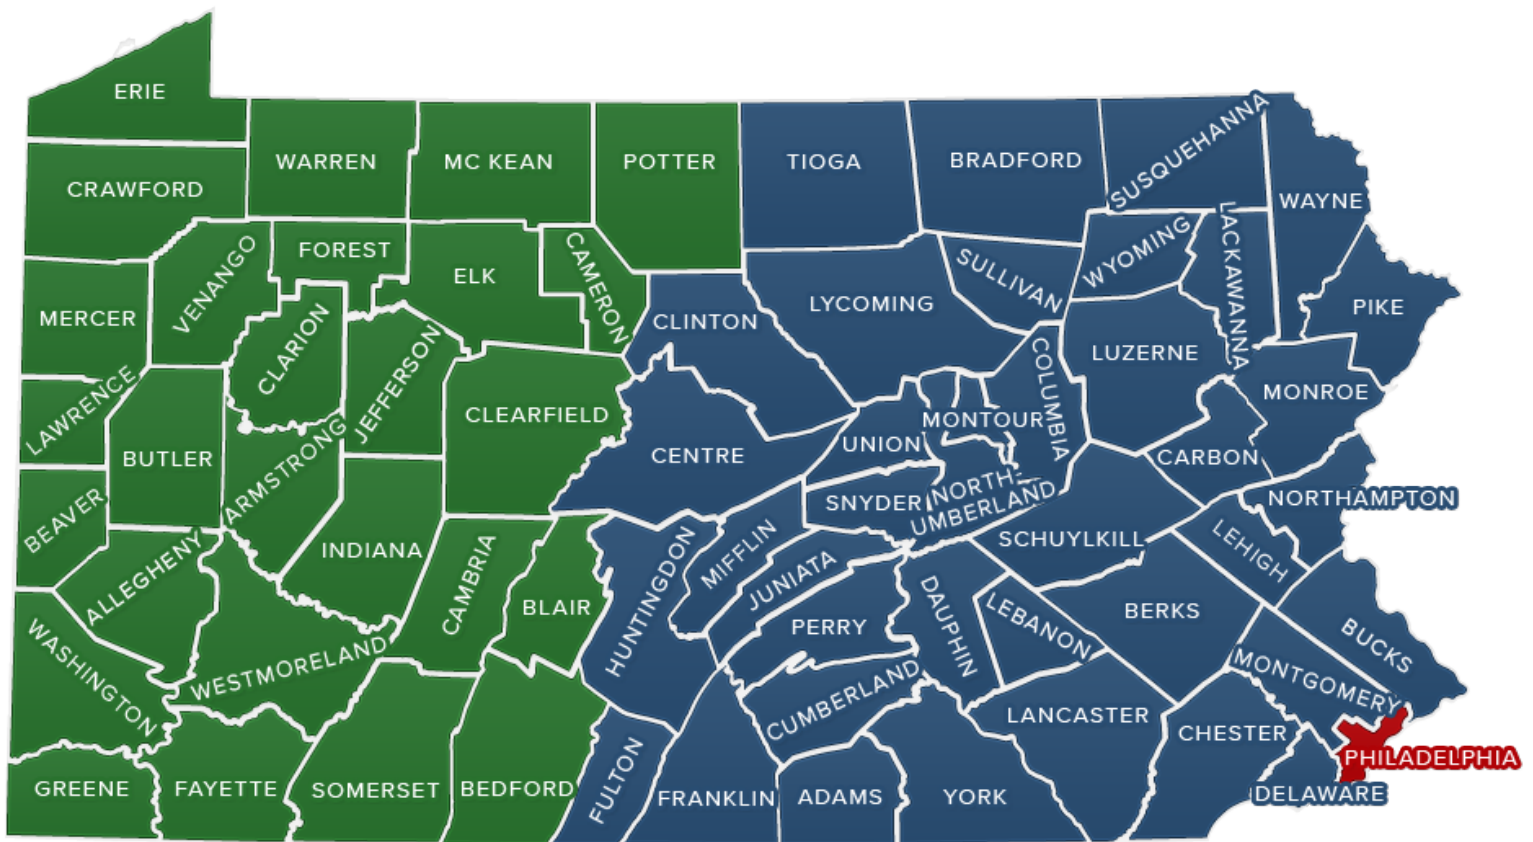 ERIE
WARREN
MC KEAN
POTTER
TIOGA
BRADFORD
SUSQUEHANNA
WAYNE
CRAWFORD
FOREST
VENANGO
ELK
CAMERON
SULLIVAN
WYOMING
LACKAWANNA
PIKE
MERCER
CLARION
JEFFERSON
CLINTON
LYCOMING
LUZERNE
MONROE
LAWRENCE
BUTLER
ARMSTRONG
CLEARFIELD
CENTRE
UNION
MONTOUR
COLUMBIA
CARBON
BEAVER
SNYDER
NORTH-
UMBERLAND
NORTHAMPTON
ALLEGHENY
INDIANA
CAMBRIA
BLAIR
HUNTINGDON
MIFFLIN
JUNIATA
SCHUYLKILL
LEHIGH
WASHINGTON
WESTMORELAND
PERRY
DAUPHIN
LEBANON
BERKS
BUCKS
MONTGOMERY
CUMBERLAND
LANCASTER
CHESTER
PHILADELPHIA
GREENE
FAYETTE
SOMERSET
BEDFORD
FULTON
FRANKLIN
ADAMS
YORK
DELAWARE